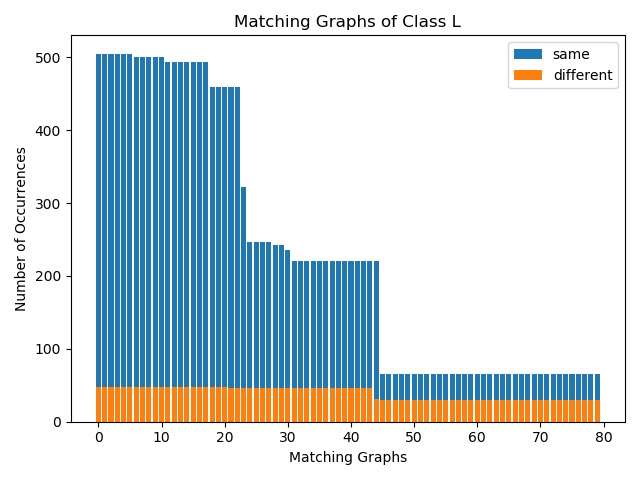 Matching Graphs of Class L
same
different
Number of Occurrences
500
400
300
200
100
0
0 10 20 30 40 50 60 70 80
Matching Graphs